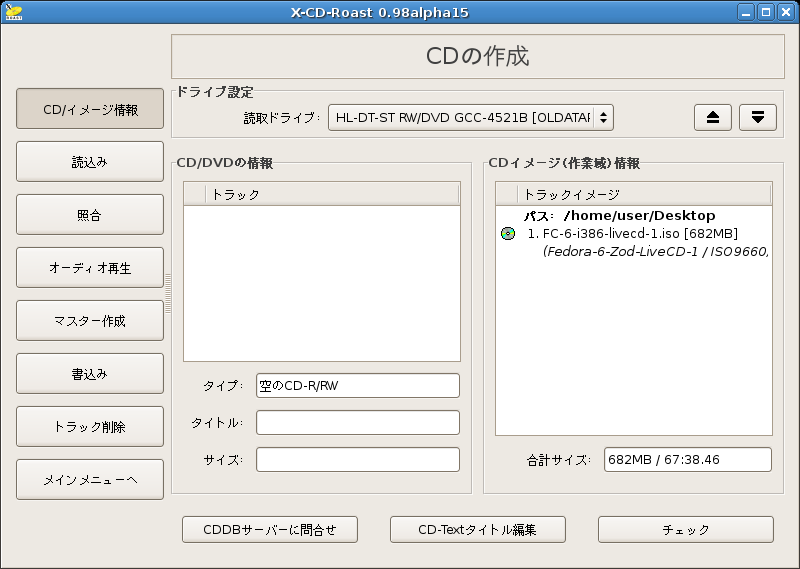 X-CD-Roast 0.98alpha15
CDの作成
ドライブ設定
読取ドライブ: HL-DT-ST RW/DVD GCC-4521B [OLDATAI
CD/イメージ情報
読込み
照合
オーディオ再生
マスター作成
書込み
トラック削除
メインメニューへ
CD/DVDの情報
トラック
タイプ: 空のCD-R/RW
タイトル:
サイズ:
CDイメージ(作業域)情報
トラックイメージ
パス: /home/user/Desktop
1. FC-6-i386-livecd-1.iso [682MB]
(Fedora-6-Zod-LiveCD-1 / ISO9660,
合計サイズ: 682MB / 67:38.46
CDDBサーバーに問合せ
CD-Textタイトル編集
チェック